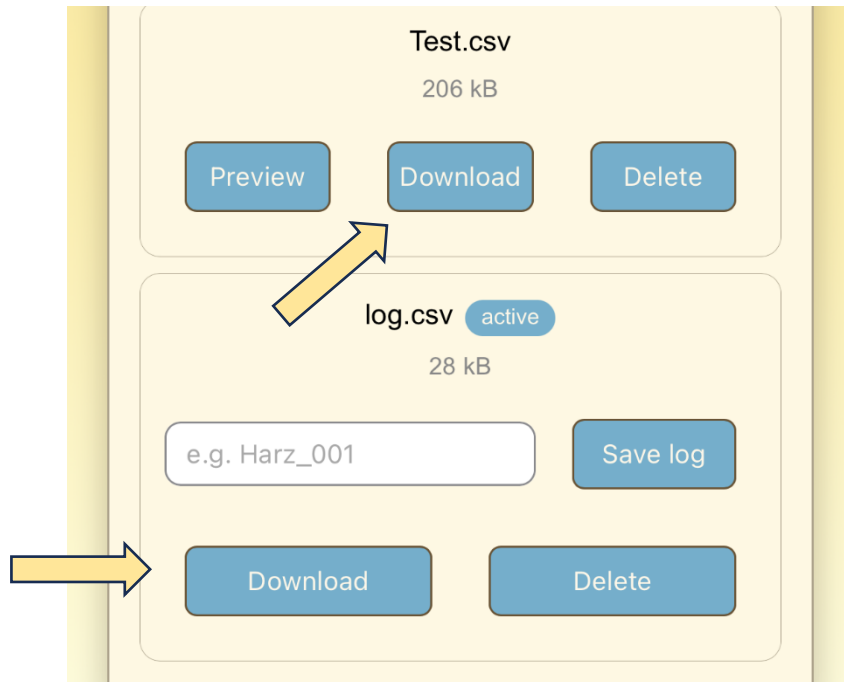 Test.csv
206 kB
Preview Download Delete
log.csv active
28 kB
e.g. Harz_001 Save log
Download Delete